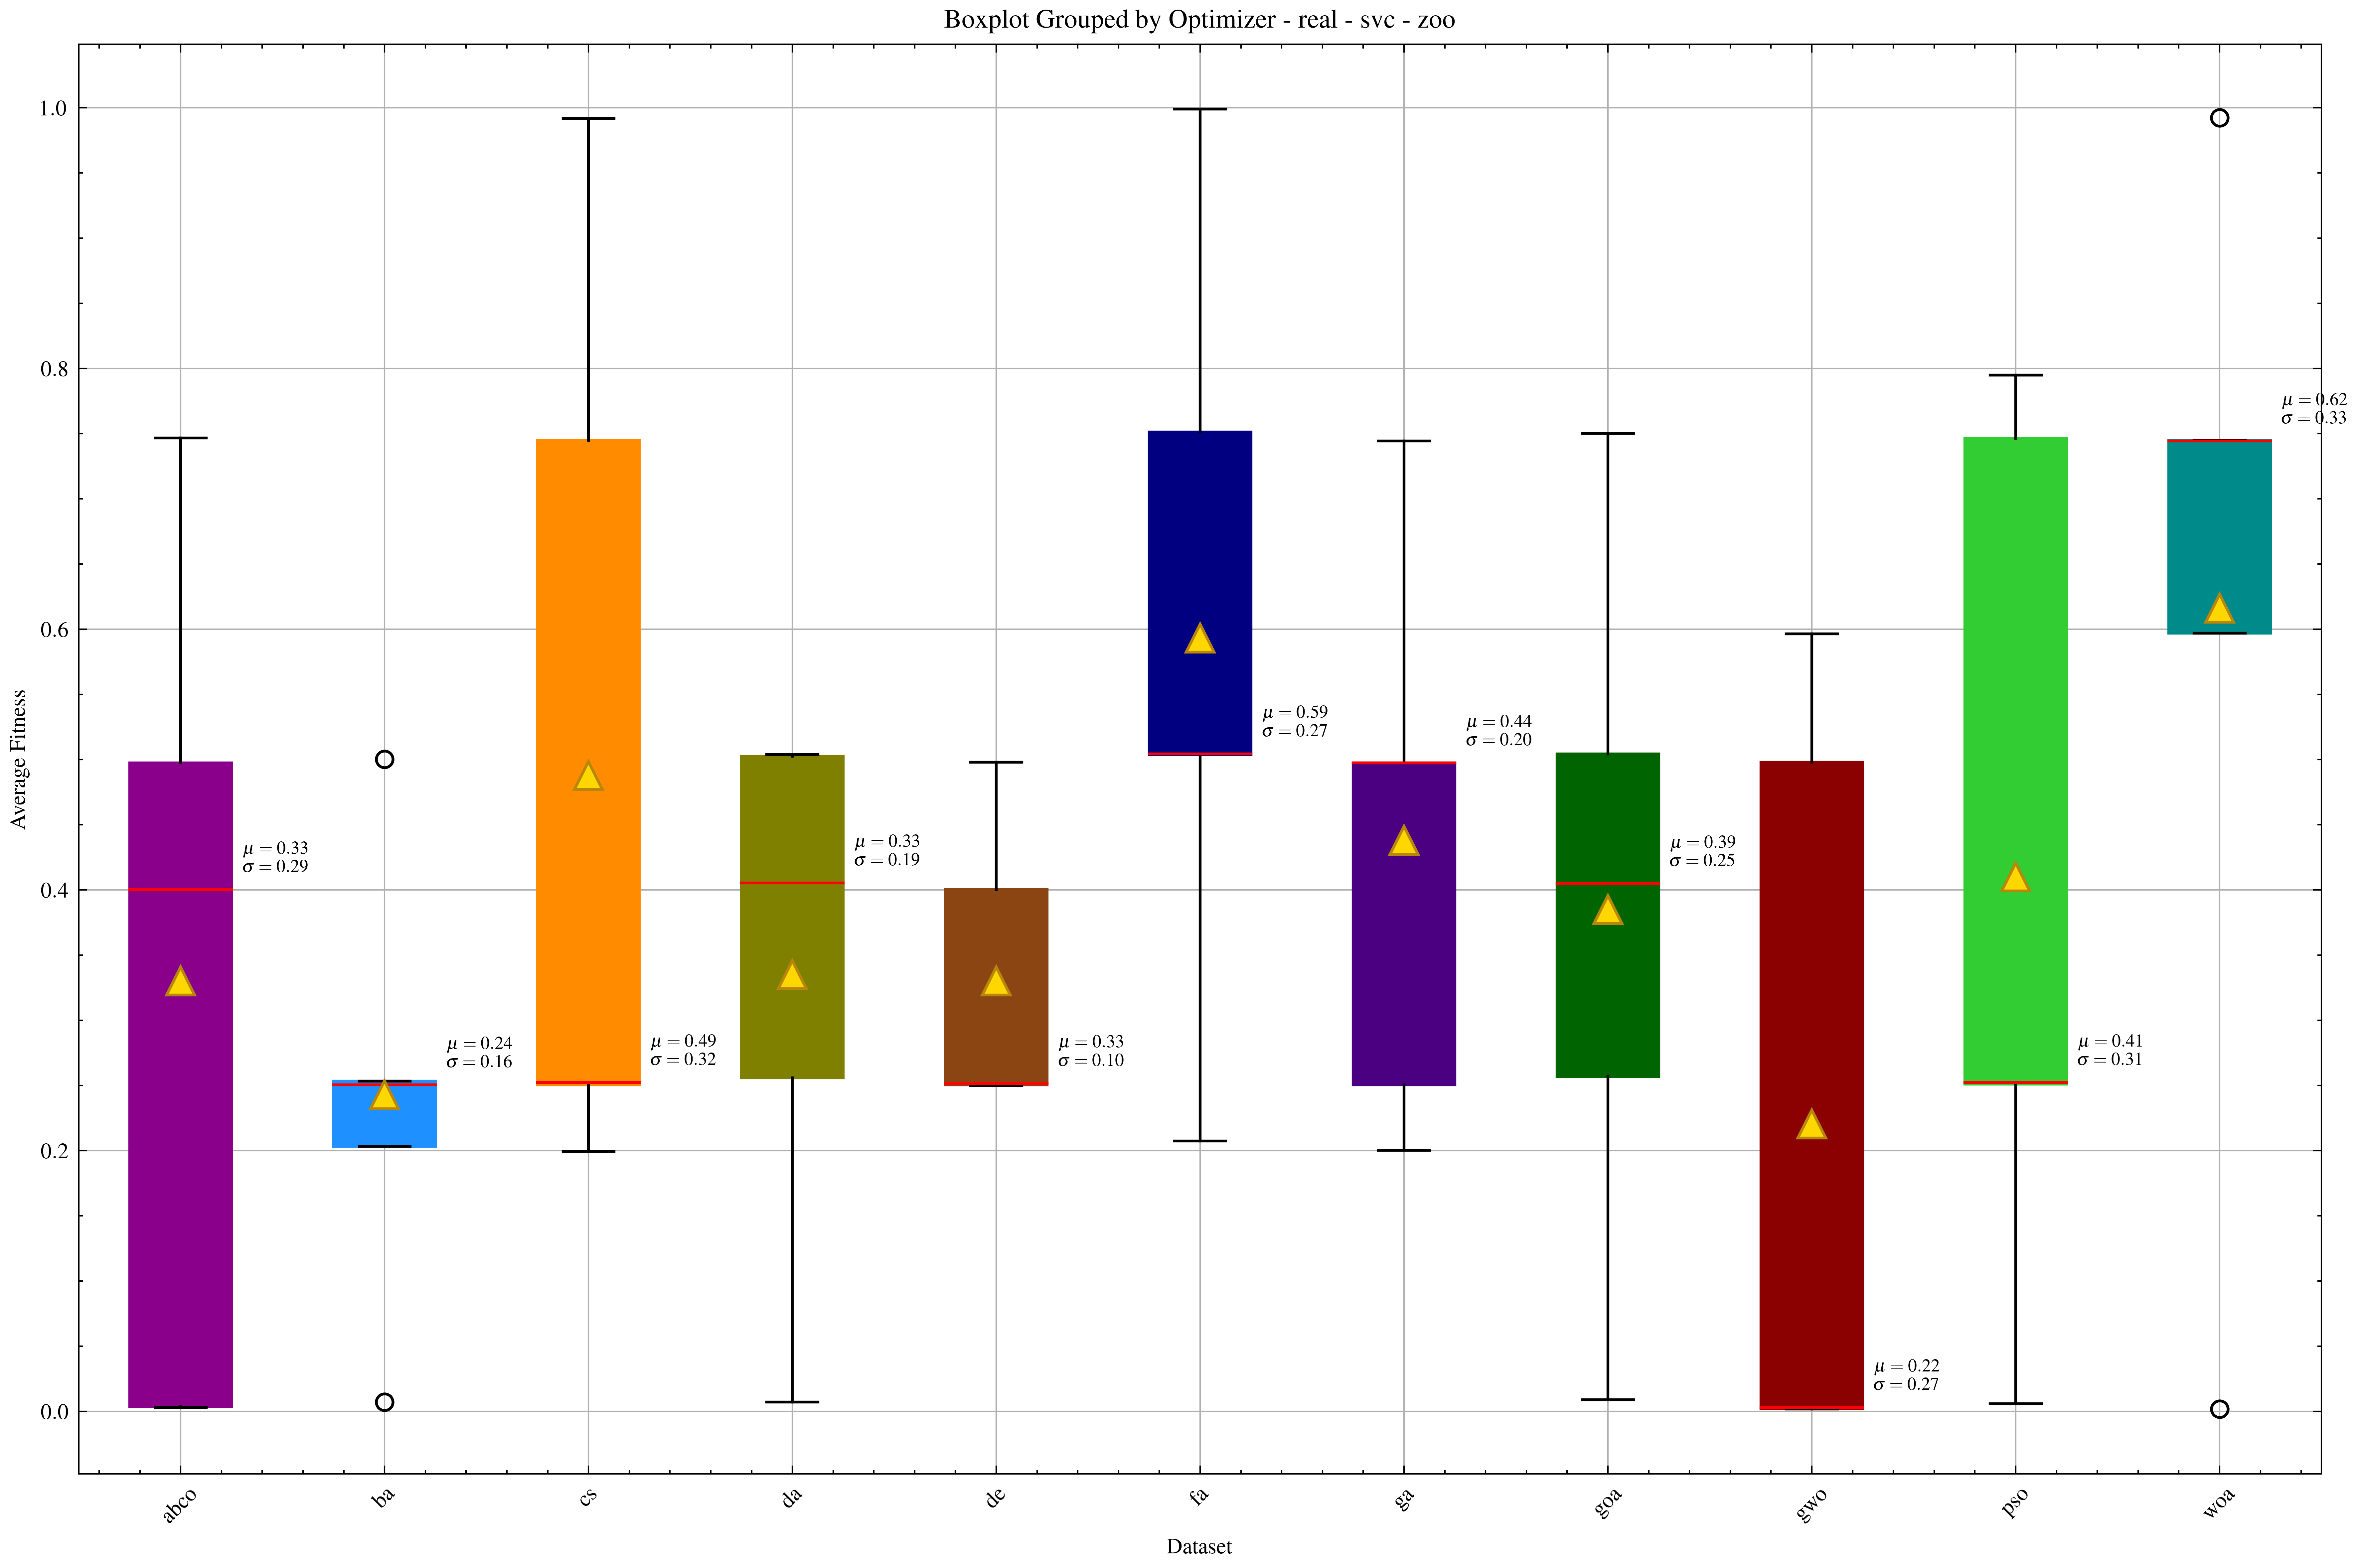 Boxplot Grouped by Optimizer - real - svc - zoo
1.0
0.8
0.6
0.4
0.2
0.0
Average Fitness
μ = 0.33
σ = 0.29
μ = 0.24
σ = 0.16
μ = 0.49
σ = 0.32
μ = 0.33
σ = 0.19
μ = 0.33
σ = 0.10
μ = 0.59
σ = 0.27
μ = 0.44
σ = 0.20
μ = 0.39
σ = 0.25
μ = 0.22
σ = 0.27
μ = 0.41
σ = 0.31
μ = 0.62
σ = 0.33
abco
ba
cs
da
de
fa
ga
goa
gwo
pso
woa
Dataset